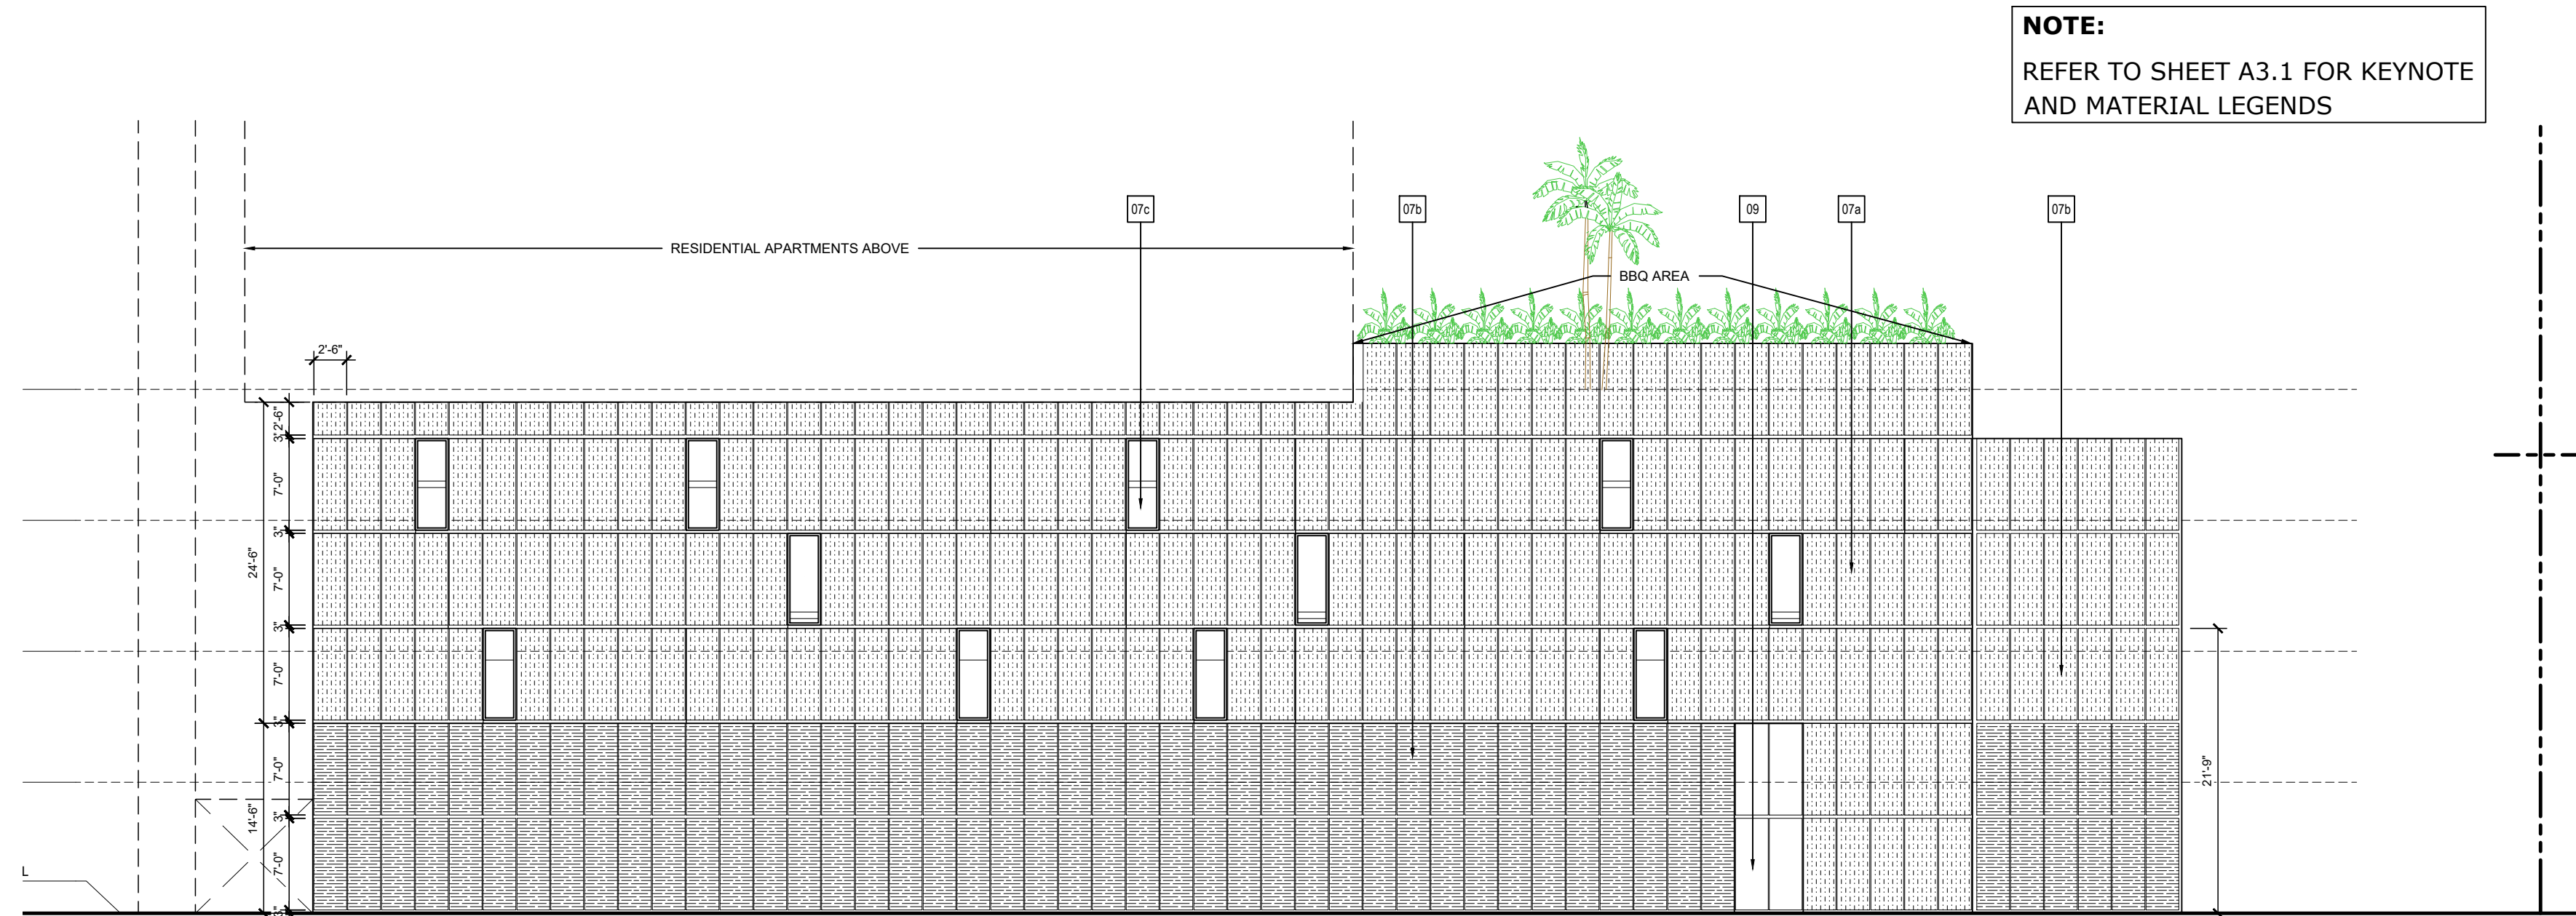 NOTE:
REFER TO SHEET A3.1 FOR KEYNOTE
AND MATERIAL LEGENDS
07c
07b
09
07a
07b
RESIDENTIAL APARTMENTS ABOVE
BBQ AREA
2'-6"
2'-6"
3"
7'-0"
3"
24'-6"
7'-0"
3"
7'-0"
3"
7'-0"
14'-6"
3"
7'-0"
3"
21'-9"
L